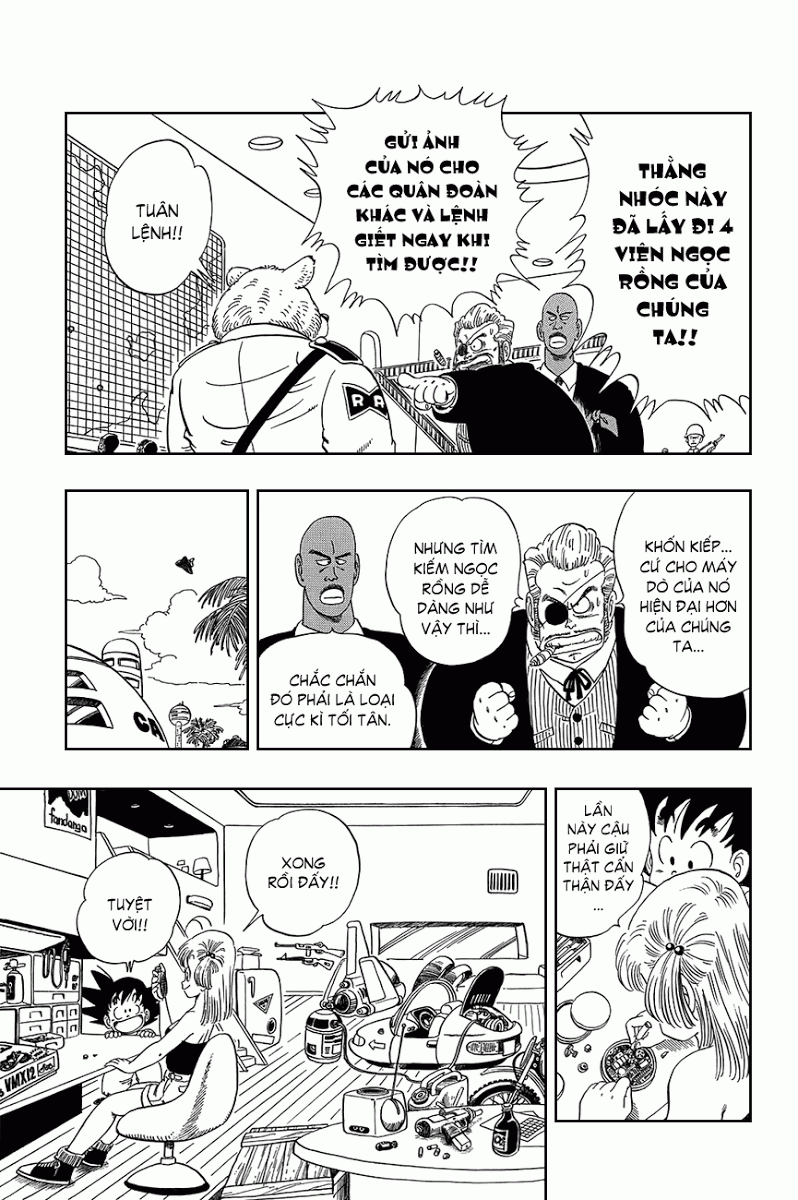 THẰNG
NHÓC NÀY
ĐÃ LẤY ĐI 4
VIÊN NGỌC
RỒNG CỦA
CHÚNG
TA!!
GỬI ẢNH
CỦA NÓ CHO
CÁC QUÂN ĐOÀN
KHÁC VÀ LỆNH
GIẾT NGAY KHI
TÌM ĐƯỢC!!
TUÂN
LỆNH!!
RR
KHỐN KIẾP...
CỨ CHO MÁY
DÒ CỦA NÓ
HIỆN ĐẠI HƠN
CỦA CHÚNG
TA...
NHƯNG TÌM
KIẾM NGỌC
RỒNG DỄ
DÀNG NHƯ
VẬY THÌ...
CHẮC CHẮN
ĐÓ PHẢI LÀ LOẠI
CỰC KÌ TỐI TÂN.
CA
LẦN
NÀY CẬU
PHẢI GIỮ
THẬT CẨN
THẬN ĐẤY
...
XONG
RỒI ĐẤY!!
TUYỆT
VỜI!!
fandango
VMX12